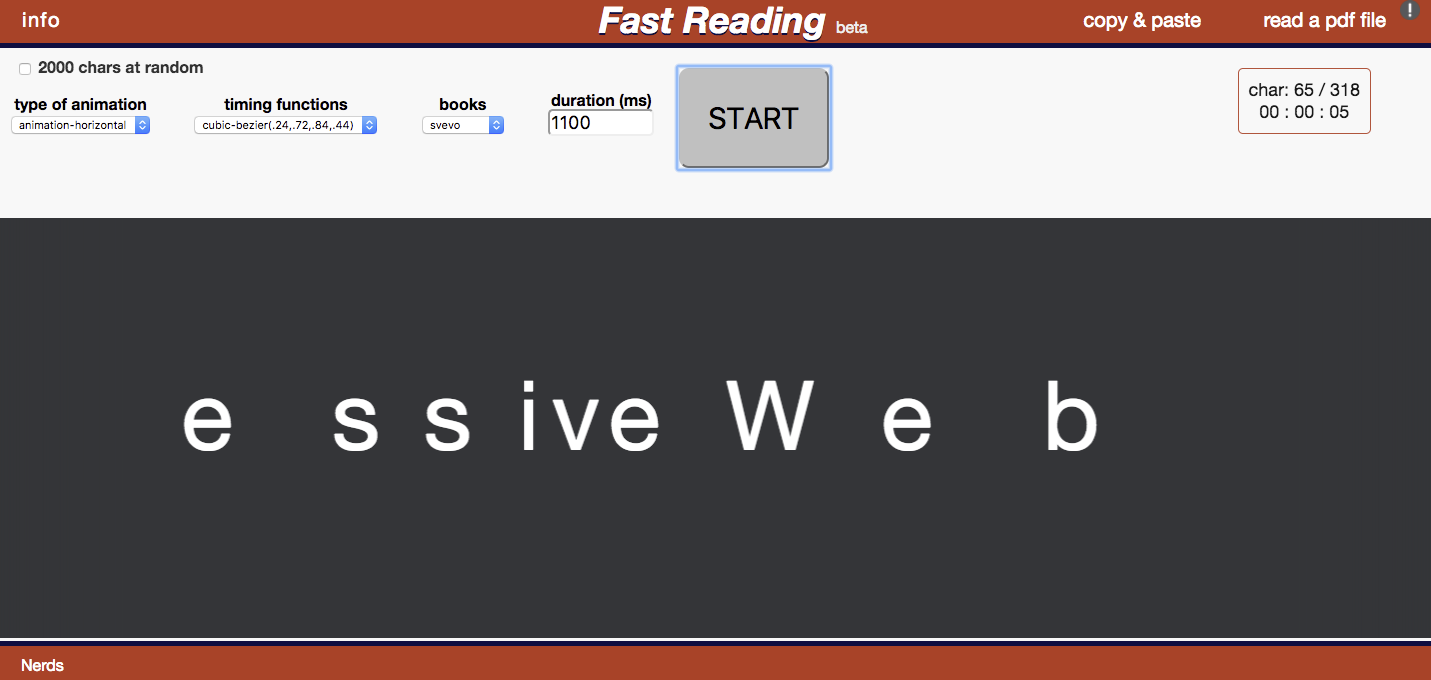 info
Fast Reading beta
copy & paste
read a pdf file
!
2000 chars at random
type of animation
timing functions
books
duration (ms)
animation-horizontal
cubic-bezier(.24,.72,.84,.44)
svevo
1100
START
char: 65 / 318
00 : 00 : 05
e s s ive W e b
Nerds